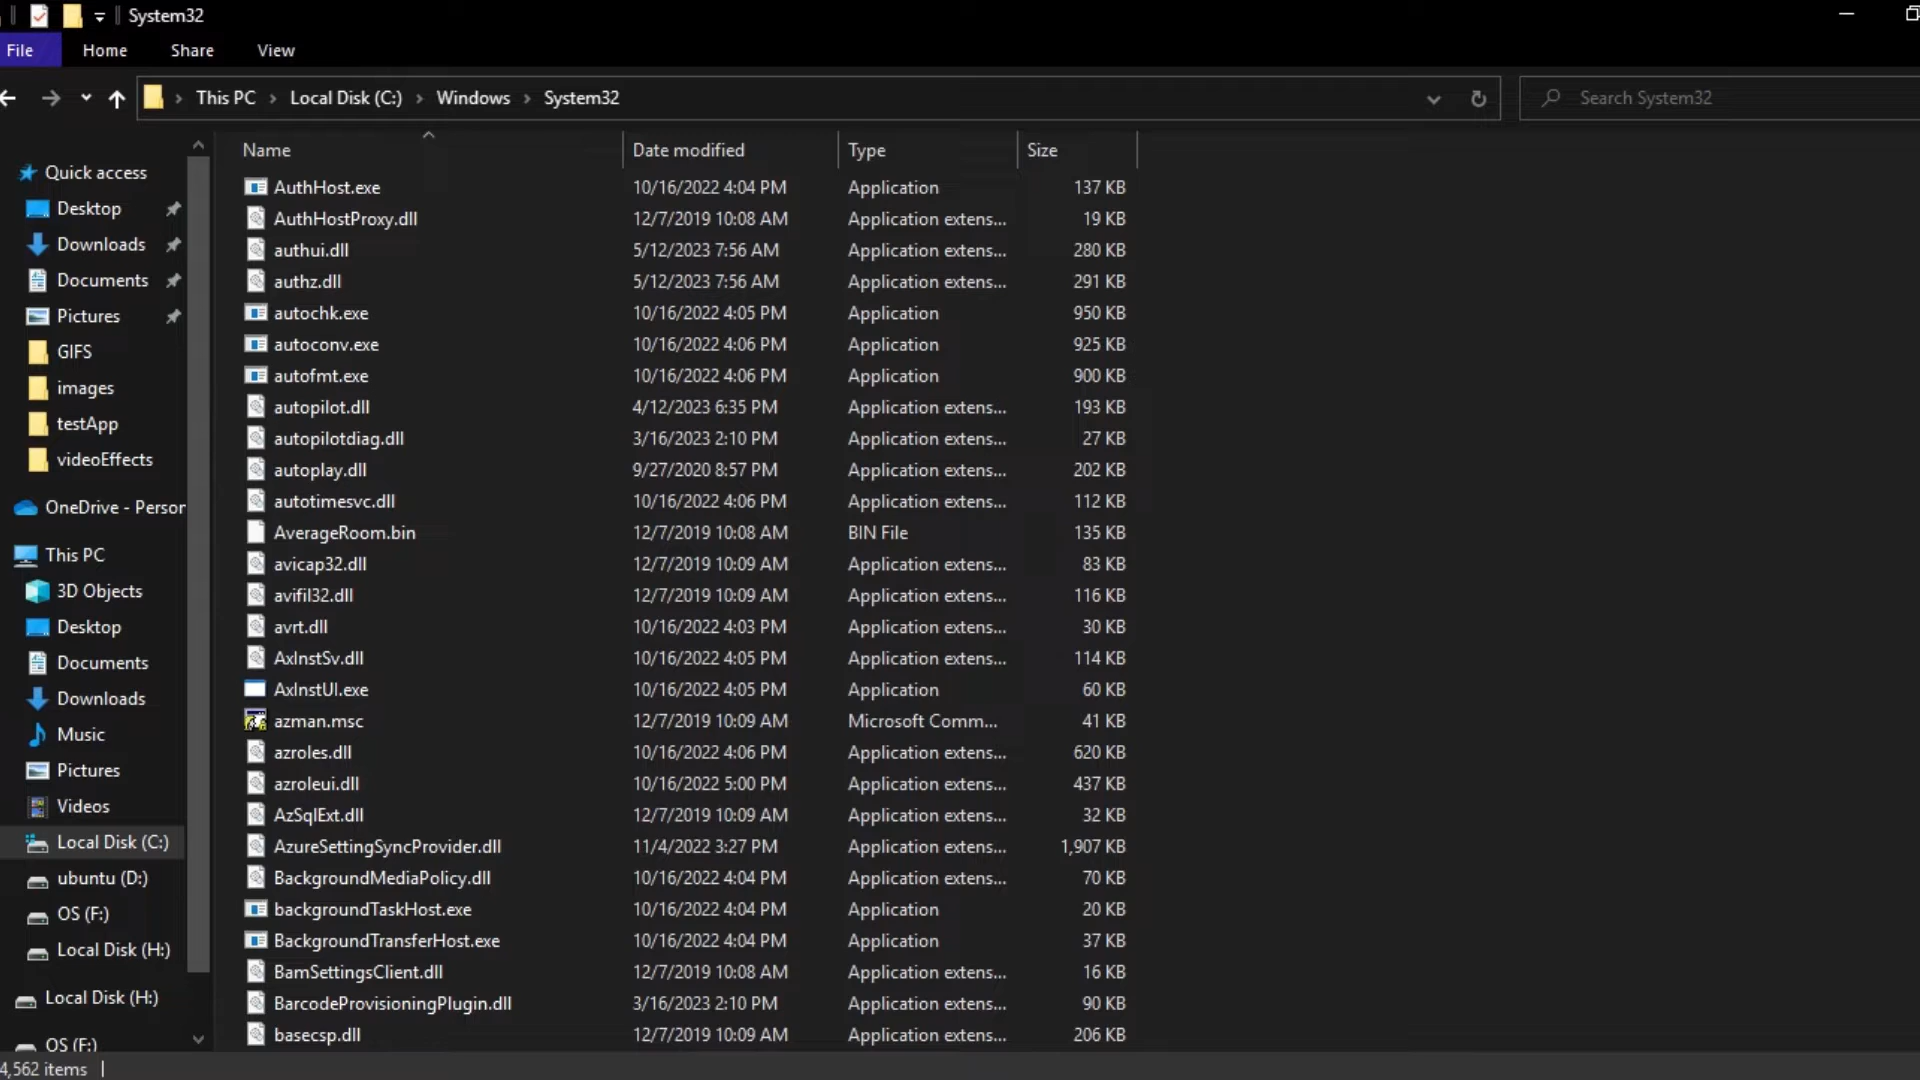 System32
File Home Share View
This PC Local Disk (C:) Windows System32
Search System32
Quick access
Desktop
Downloads
Documents
Pictures
GIFS
images
testApp
videoEffects
OneDrive - Person
This PC
3D Objects
Desktop
Documents
Downloads
Music
Pictures
Videos
Local Disk (C:)
ubuntu (D:)
OS (F:)
Local Disk (H:)
Local Disk (H:)
OS (F:)
Name Date modified Type Size
AuthHost.exe 10/16/2022 4:04 PM Application 137 KB
AuthHostProxy.dll 12/7/2019 10:08 AM Application extens... 19 KB
authui.dll 5/12/2023 7:56 AM Application extens... 280 KB
authz.dll 5/12/2023 7:56 AM Application extens... 291 KB
autochk.exe 10/16/2022 4:05 PM Application 950 KB
autoconv.exe 10/16/2022 4:06 PM Application 925 KB
autofmt.exe 10/16/2022 4:06 PM Application 900 KB
autopilot.dll 4/12/2023 6:35 PM Application extens... 193 KB
autopilotdiag.dll 3/16/2023 2:10 PM Application extens... 27 KB
autoplay.dll 9/27/2020 8:57 PM Application extens... 202 KB
autotimesvc.dll 10/16/2022 4:06 PM Application extens... 112 KB
AverageRoom.bin 12/7/2019 10:08 AM BIN File 135 KB
avicap32.dll 12/7/2019 10:09 AM Application extens... 83 KB
avifil32.dll 12/7/2019 10:09 AM Application extens... 116 KB
avrt.dll 10/16/2022 4:03 PM Application extens... 30 KB
AxInstSv.dll 10/16/2022 4:05 PM Application extens... 114 KB
AxInstUI.exe 10/16/2022 4:05 PM Application 60 KB
azman.msc 12/7/2019 10:09 AM Microsoft Comm... 41 KB
azroles.dll 10/16/2022 4:06 PM Application extens... 620 KB
azroleui.dll 10/16/2022 5:00 PM Application extens... 437 KB
AzSqlExt.dll 12/7/2019 10:09 AM Application extens... 32 KB
AzureSettingSyncProvider.dll 11/4/2022 3:27 PM Application extens... 1,907 KB
BackgroundMediaPolicy.dll 10/16/2022 4:04 PM Application extens... 70 KB
backgroundTaskHost.exe 10/16/2022 4:04 PM Application 20 KB
BackgroundTransferHost.exe 10/16/2022 4:04 PM Application 37 KB
BamSettingsClient.dll 12/7/2019 10:08 AM Application extens... 16 KB
BarcodeProvisioningPlugin.dll 3/16/2023 2:10 PM Application extens... 90 KB
basecsp.dll 12/7/2019 10:09 AM Application extens... 206 KB
4,562 items